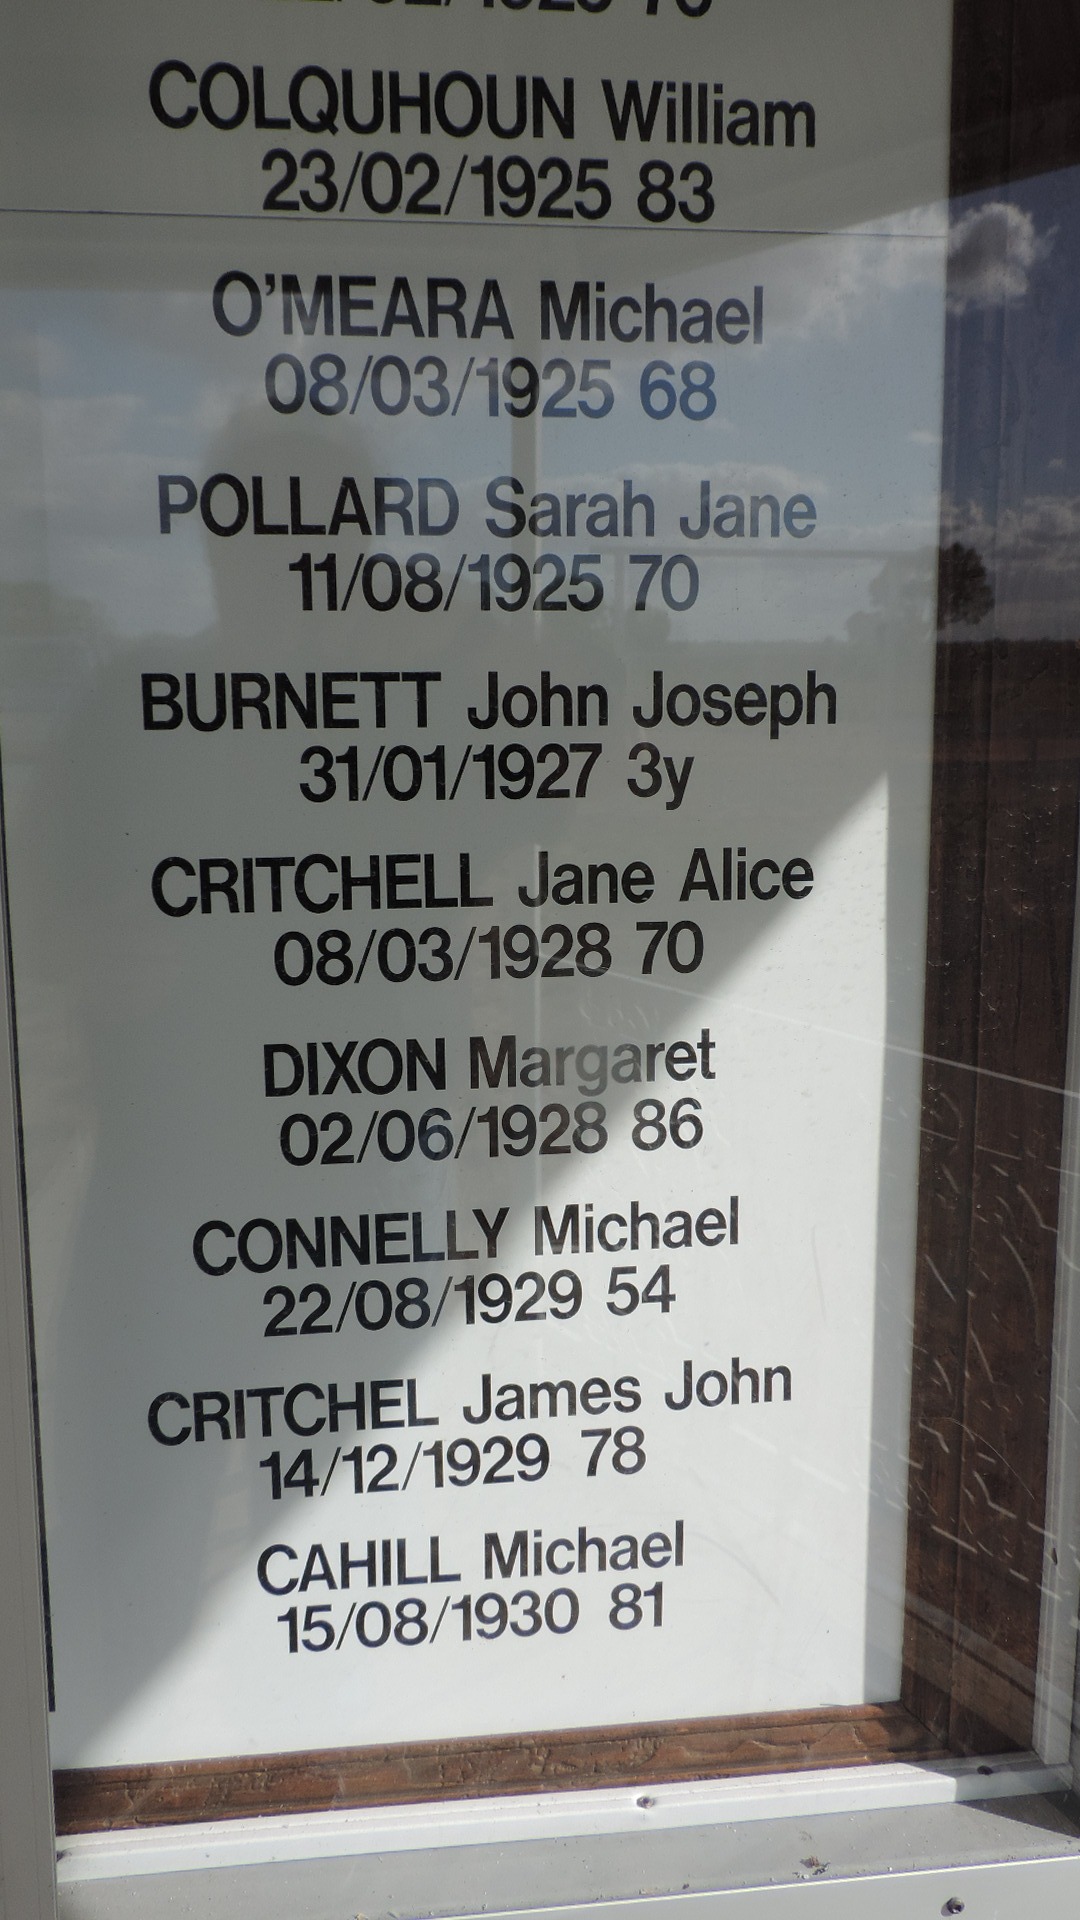 COLQUHOUN William
23/02/1925 83
O'MEARA Michael
08/03/1925 68
POLLARD Sarah Jane
11/08/1925 70
BURNETT John Joseph
31/01/1927 3y
CRITCHELL Jane Alice
08/03/1928 70
DIXON Margaret
02/06/1928 86
CONNELLY Michael
22/08/1929 54
CRITCHEL James John
14/12/1929 78
CAHILL Michael
15/08/1930 81